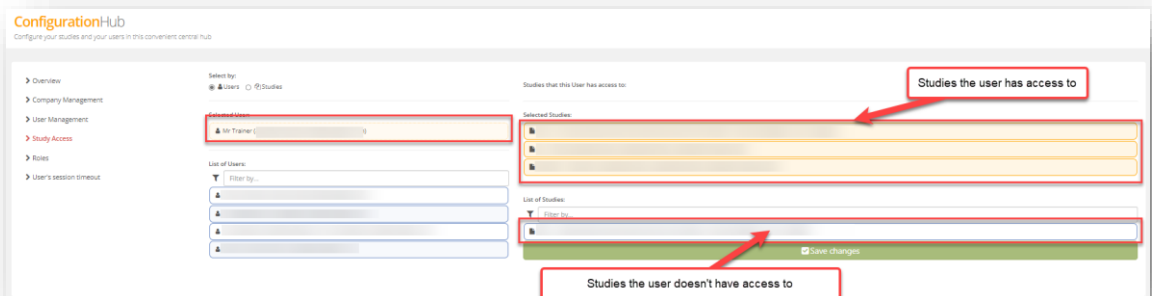 ConfigurationHub
Configure your studies and your users in this convenient central hub
Overview
Company Management
User Management
Study Access
Roles
User's session timeout
Select by:
Users Studies
Selected User:
Mr Trainer (
List of Users:
Filter by...
Studies that this User has access to:
Selected Studies:
List of Studies:
Filter by...
Save changes
Studies the user has access to
Studies the user doesn't have access to